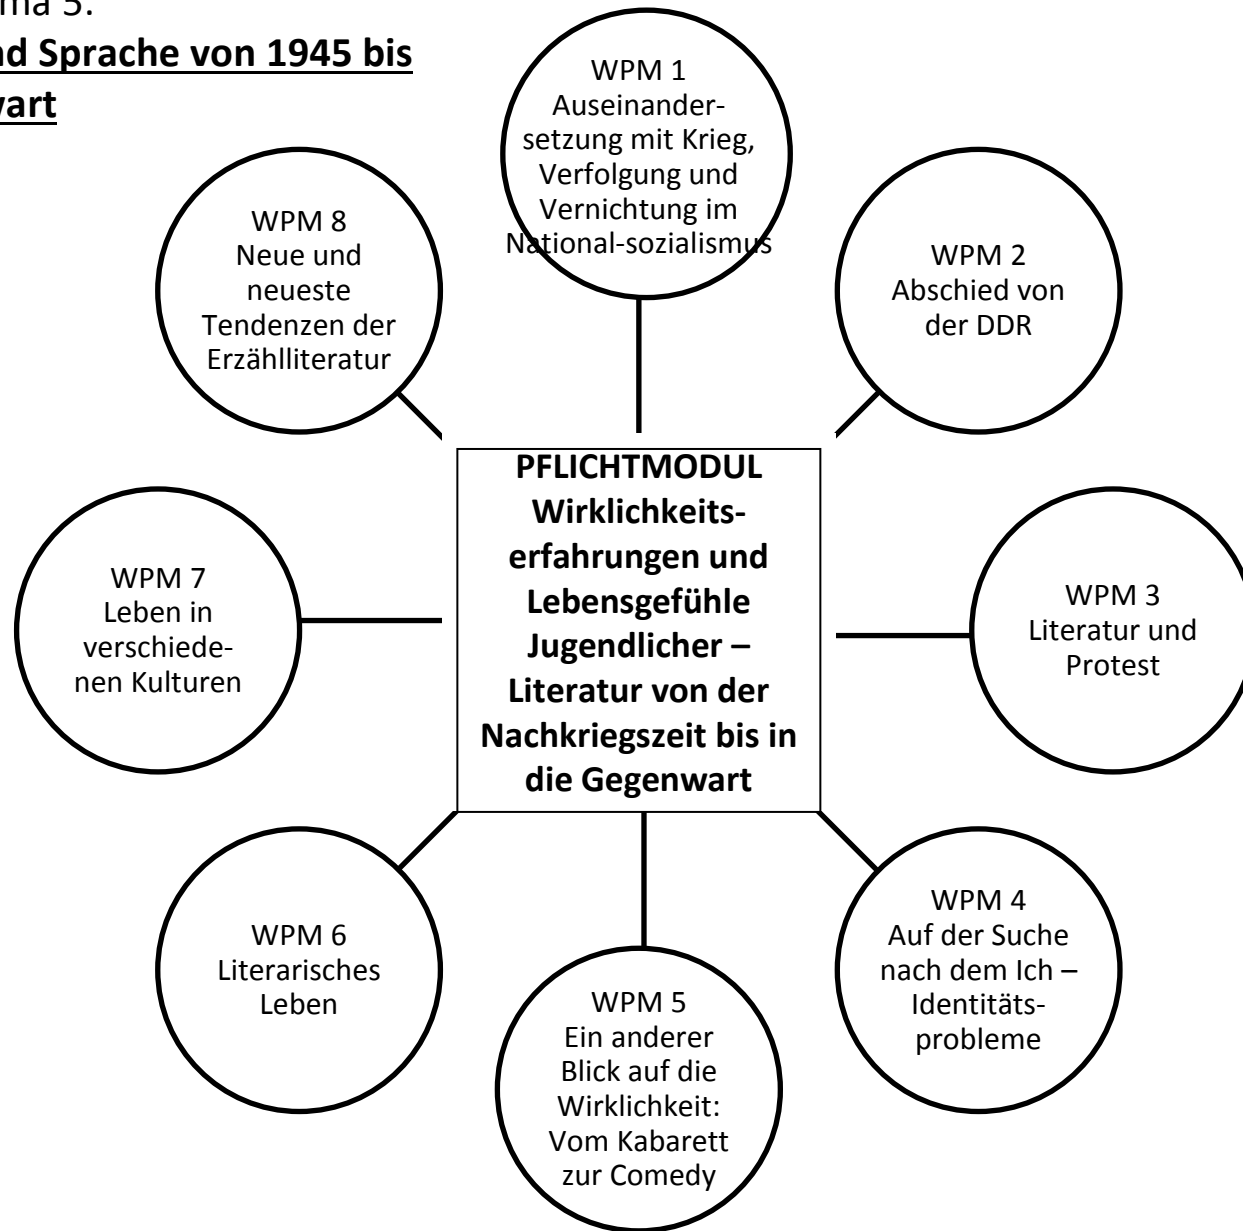 ma 5:
nd Sprache von 1945 bis
wart
WPM 1
Auseinander-
setzung mit Krieg,
Verfolgung und
Vernichtung im
National-sozialismus
WPM 2
Abschied von
der DDR
WPM 3
Literatur und
Protest
WPM 4
Auf der Suche
nach dem Ich –
Identitäts-
probleme
WPM 5
Ein anderer
Blick auf die
Wirklichkeit:
Vom Kabarett
zur Comedy
WPM 6
Literarisches
Leben
WPM 7
Leben in
verschiede-
nen Kulturen
WPM 8
Neue und
neueste
Tendenzen der
Erzählliteratur
PFLICHTMODUL
Wirklichkeits-
erfahrungen und
Lebensgefühle
Jugendlicher –
Literatur von der
Nachkriegszeit bis in
die Gegenwart